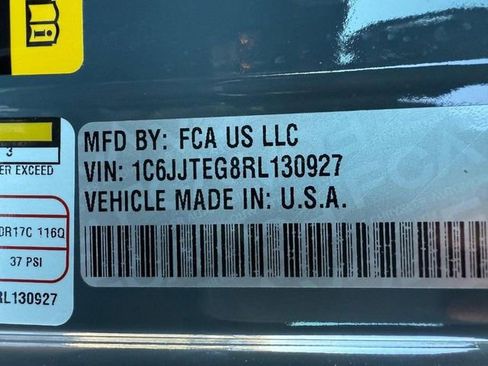 MFD BY: FCA US LLC
VIN: 1C6JJTEG8RL130927
VEHICLE MADE IN: U.S.A.
3
ER EXCEED
0R17C 116Q
37 PSI
RL130927